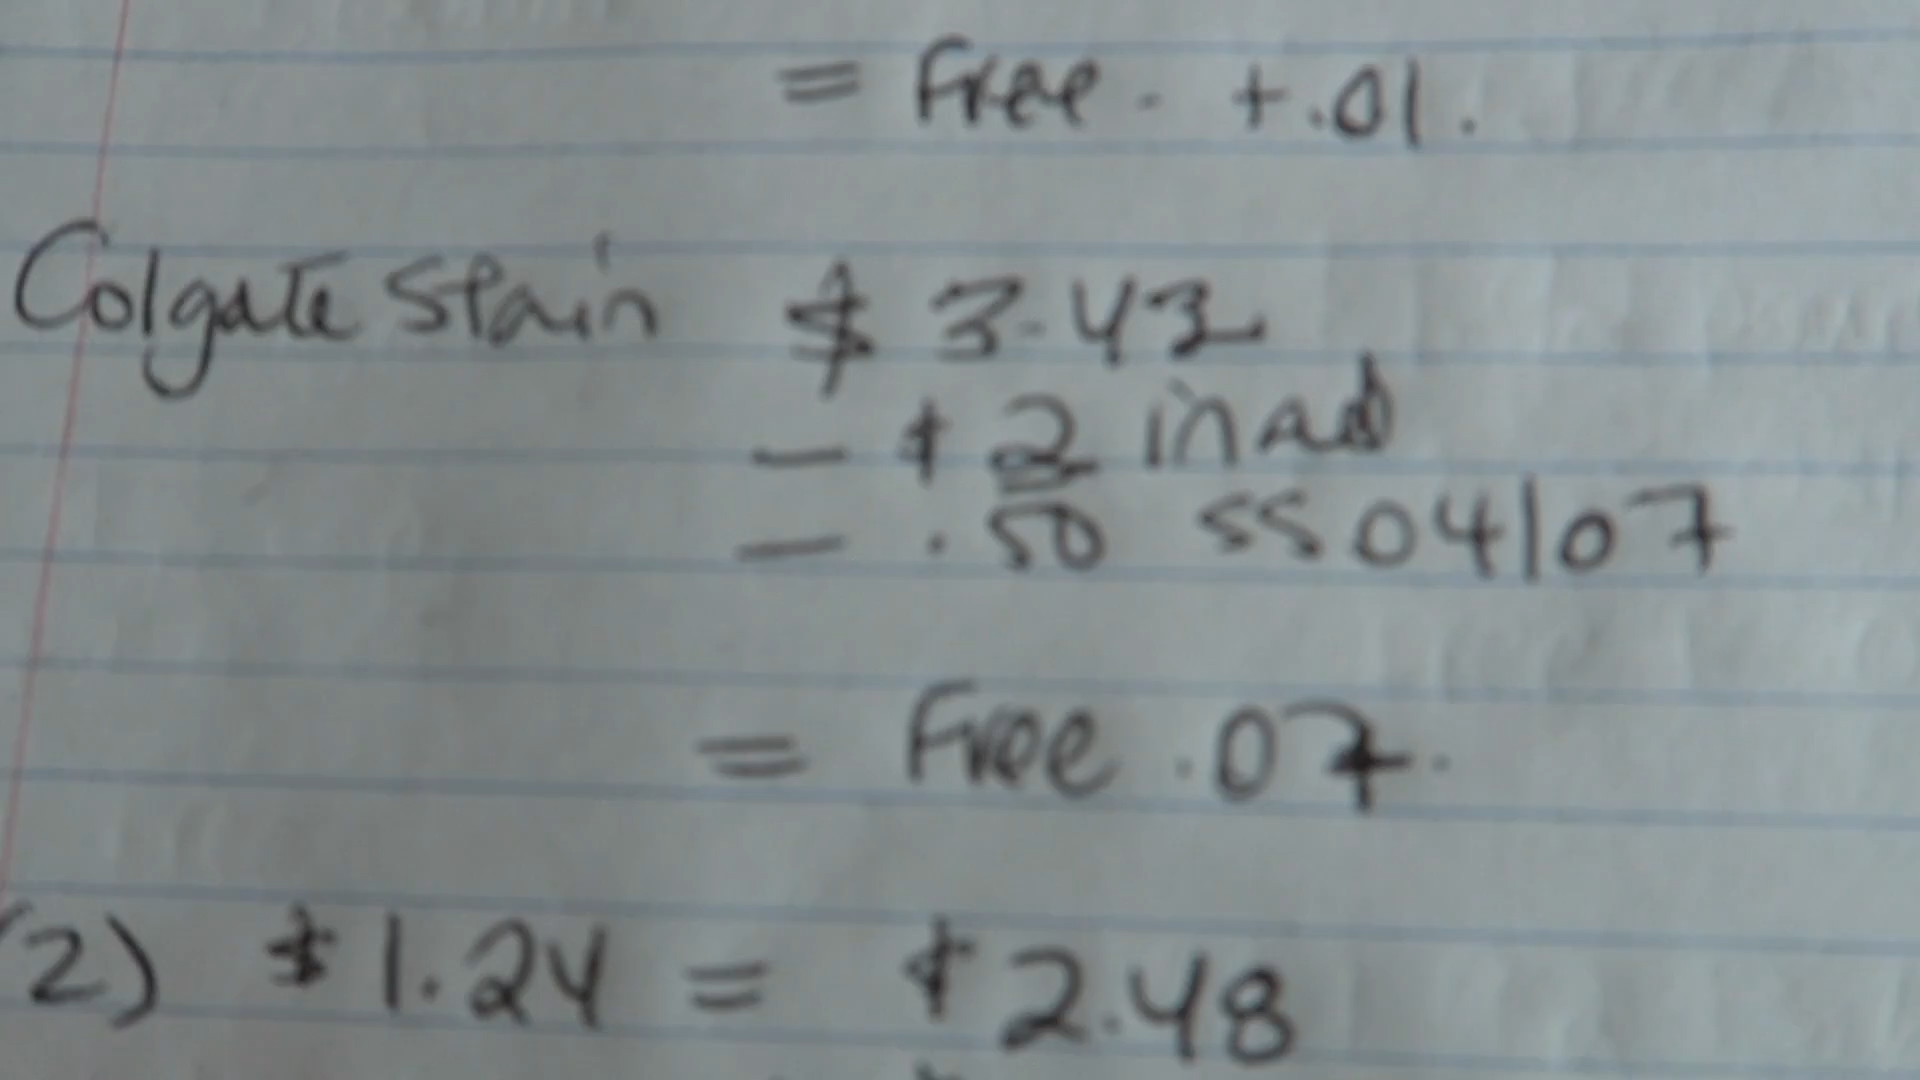 = Free. +.01.
Colgate Stain $ 3.43
- $2 in ad
- .50 SS 04/07
= Free .07.
(2) $1.24 = $2.48